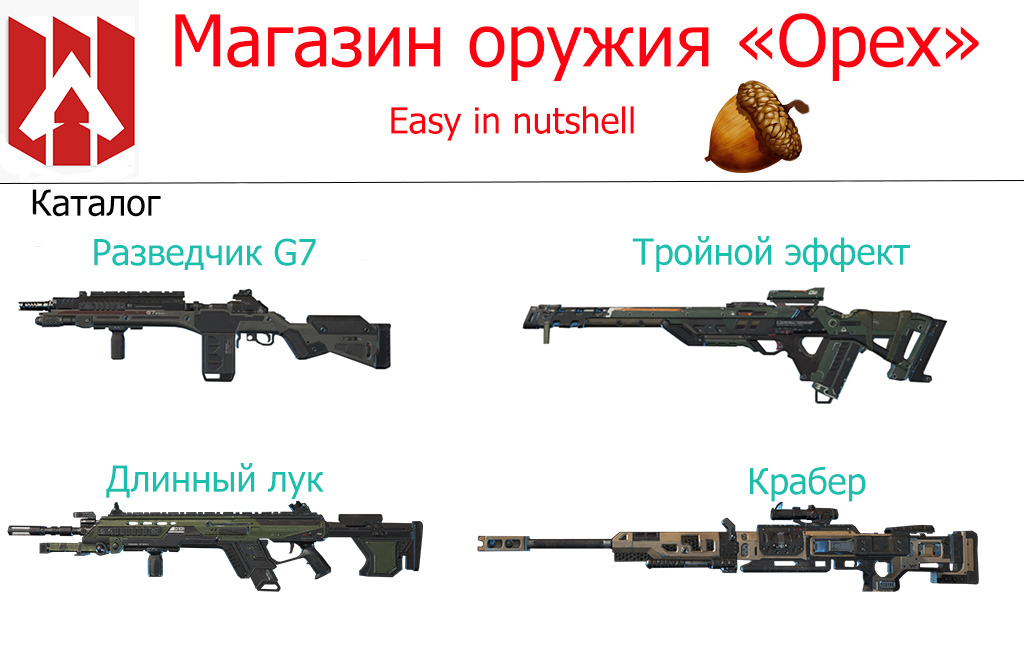 Магазин оружия «Орех»
Easy in nutshell
Каталог
Разведчик G7
Тройной эффект
Длинный лук
Крабер